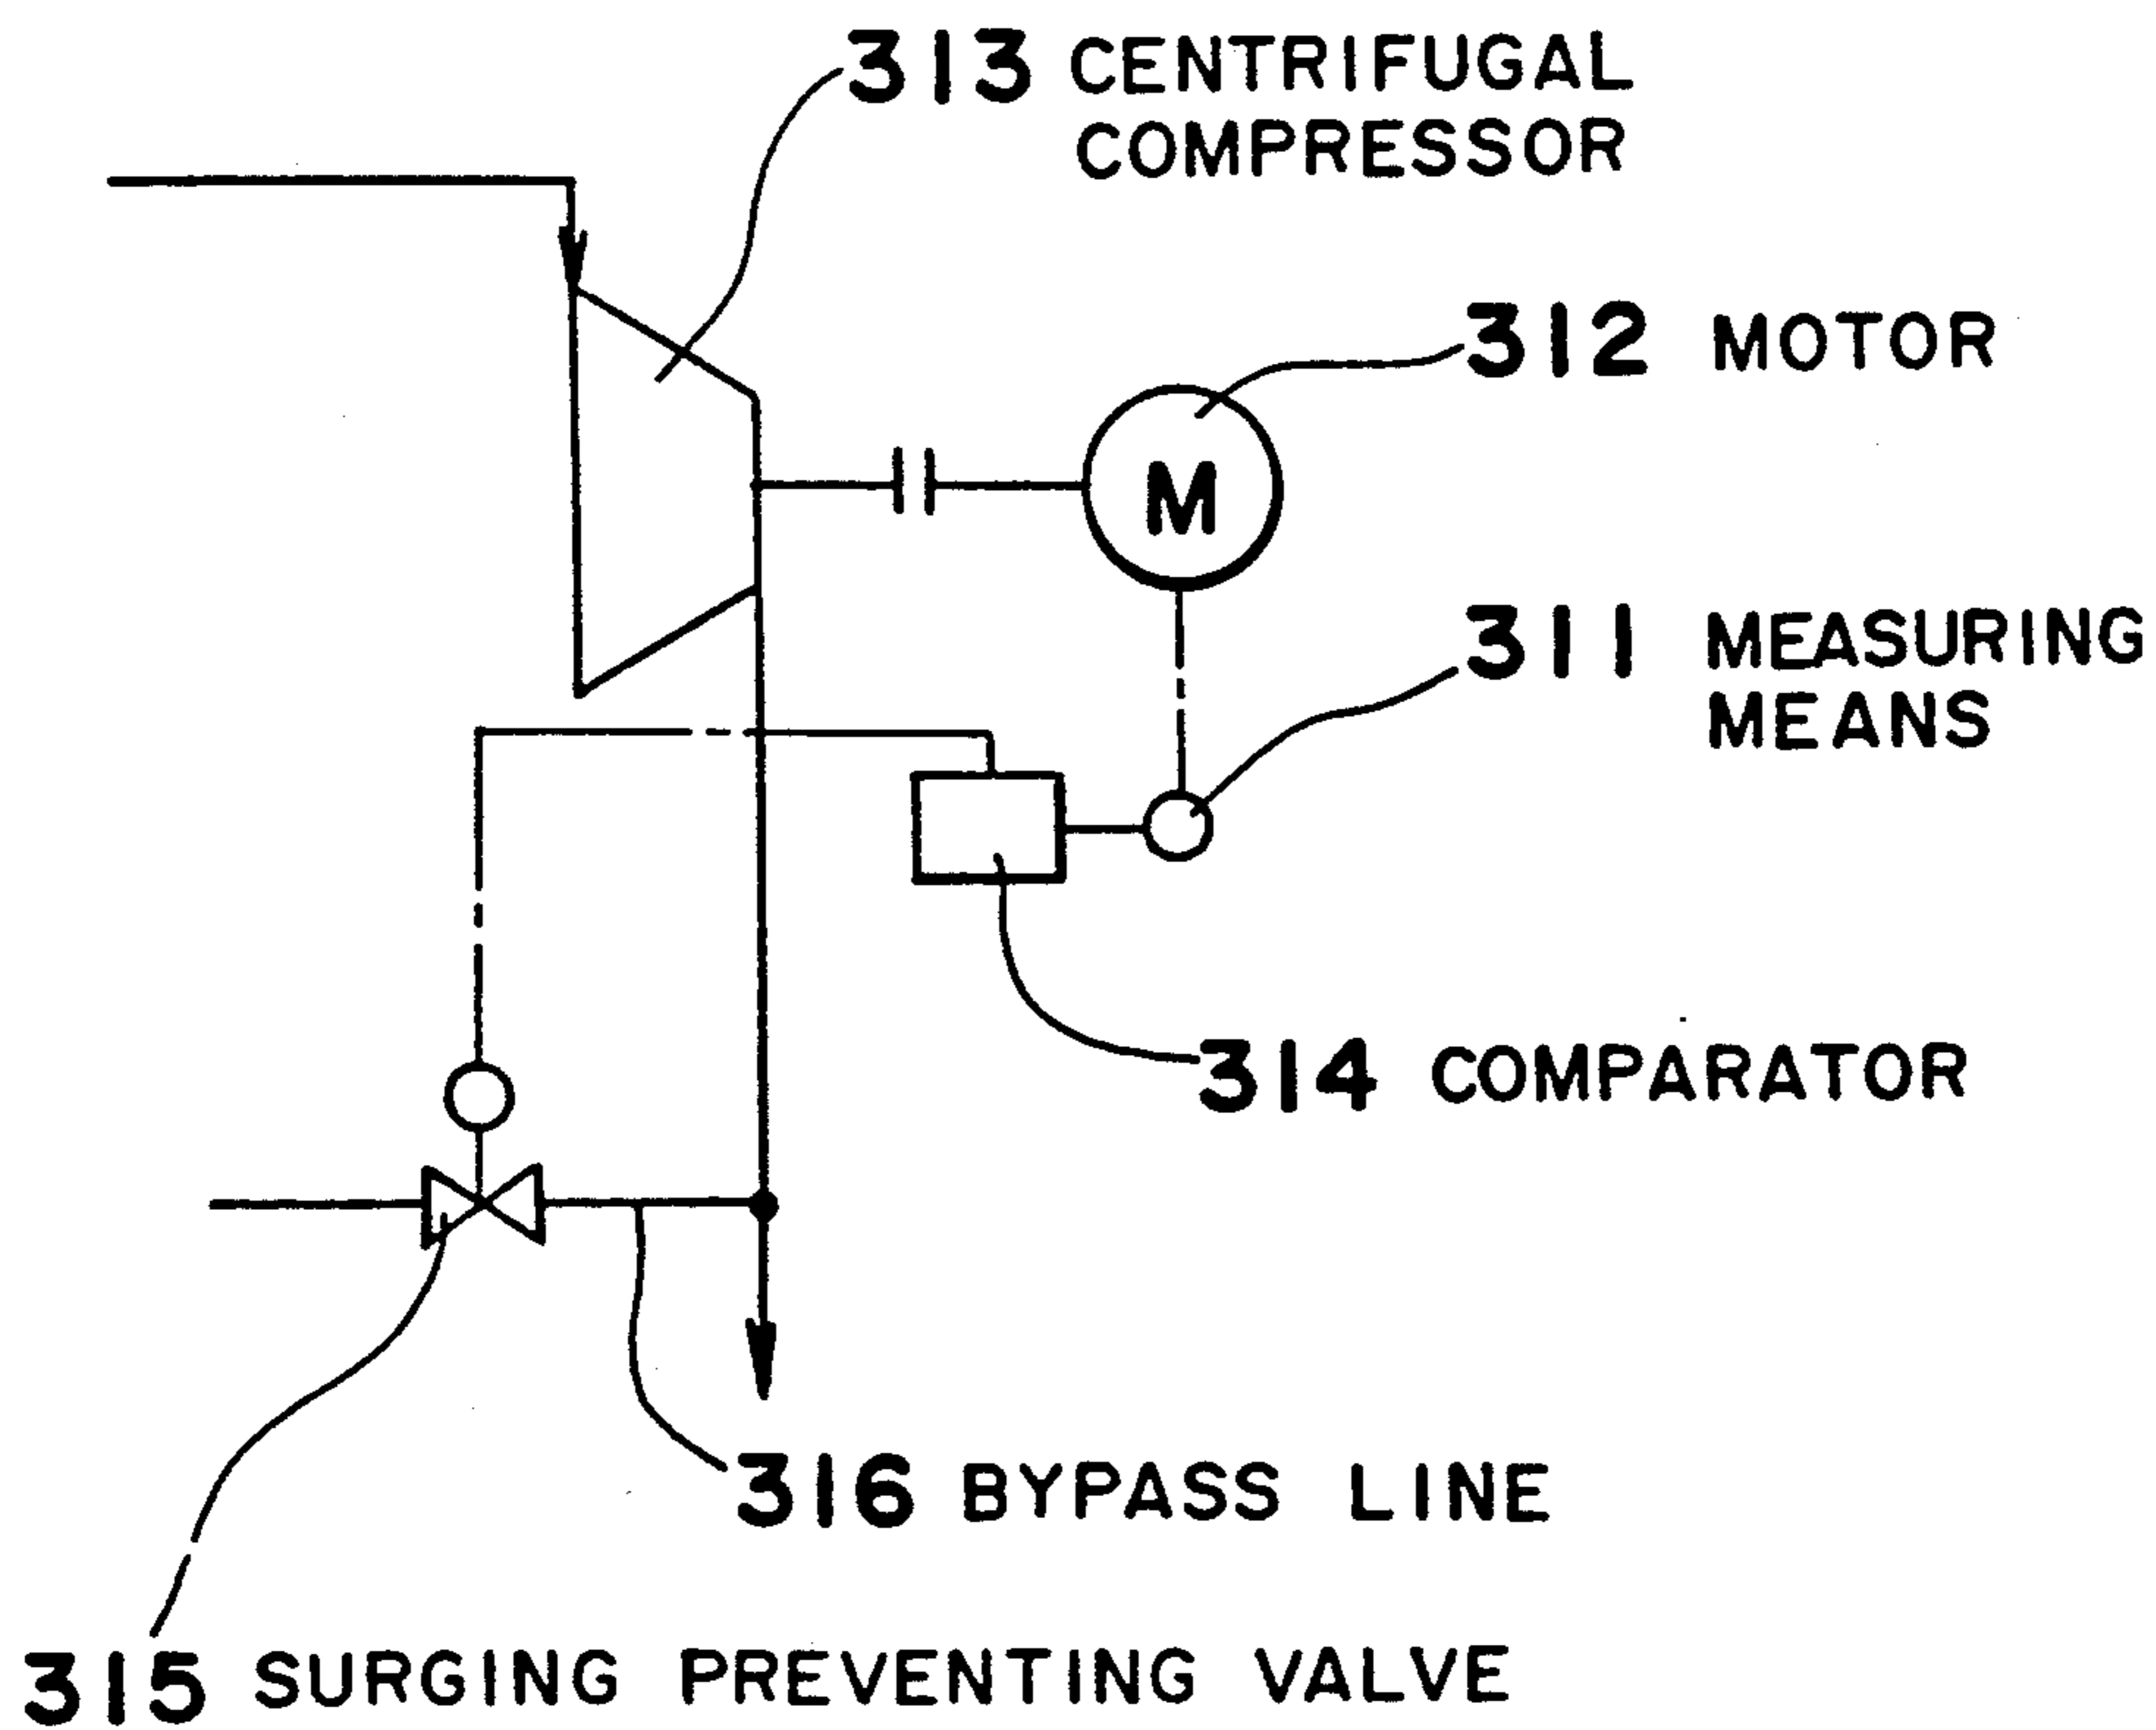 313 CENTRIFUGAL
COMPRESSOR
312 MOTOR
M
311 MEASURING
MEANS
314 COMPARATOR
316 BYPASS LINE
315 SURGING PREVENTING VALVE